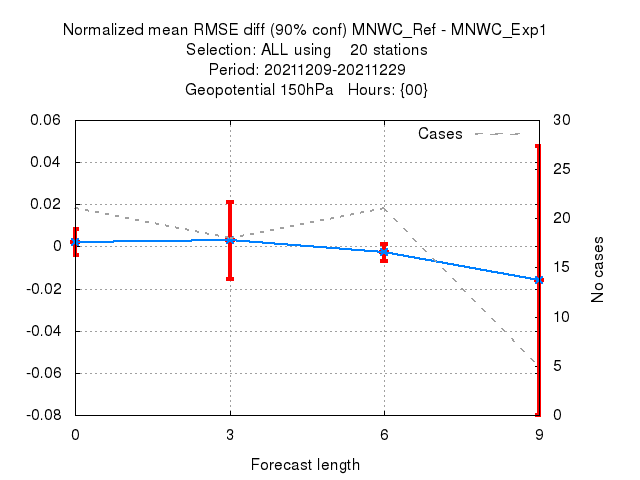 Normalized mean RMSE diff (90% conf) MNWC_Ref - MNWC_Exp1
Selection: ALL using    20 stations
Period: 20211209-20211229
Geopotential 150hPa   Hours: {00}
Cases
0.06
0.04
0.02
0
-0.02
-0.04
-0.06
-0.08
30
25
20
15
10
5
0
No cases
0
3
6
9
Forecast length